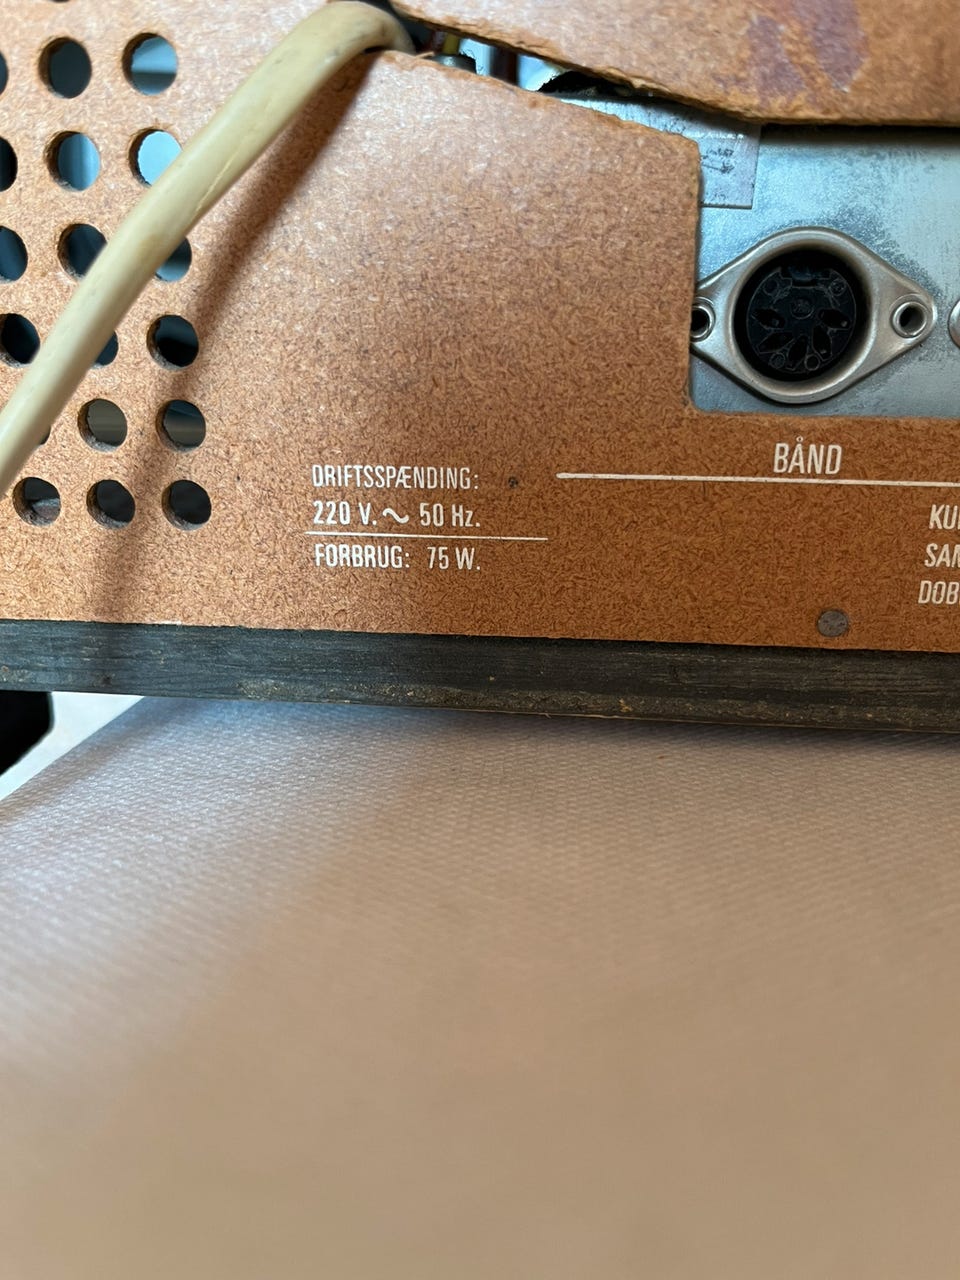 DRIFTSSPÆNDING:
220 V.~ 50 Hz.
FORBRUG: 75 W.
BÅND